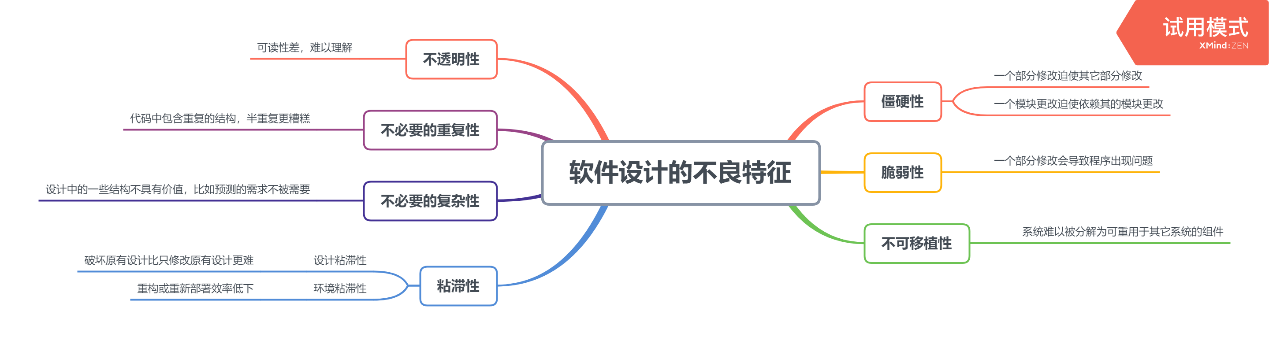 试用模式
XMind:ZEN
软件设计的不良特征
僵硬性
一个部分修改迫使其它部分修改
一个模块更改迫使依赖其的模块更改
脆弱性
一个部分修改会导致程序出现问题
不可移植性
系统难以被分解为可重用于其它系统的组件
不透明性
可读性差，难以理解
不必要的重复性
代码中包含重复的结构，半重复更糟糕
不必要的复杂性
设计中的一些结构不具有价值，比如预测的需求不被需要
粘滞性
设计粘滞性
破坏原有设计比只修改原有设计更难
环境粘滞性
重构或重新部署效率低下